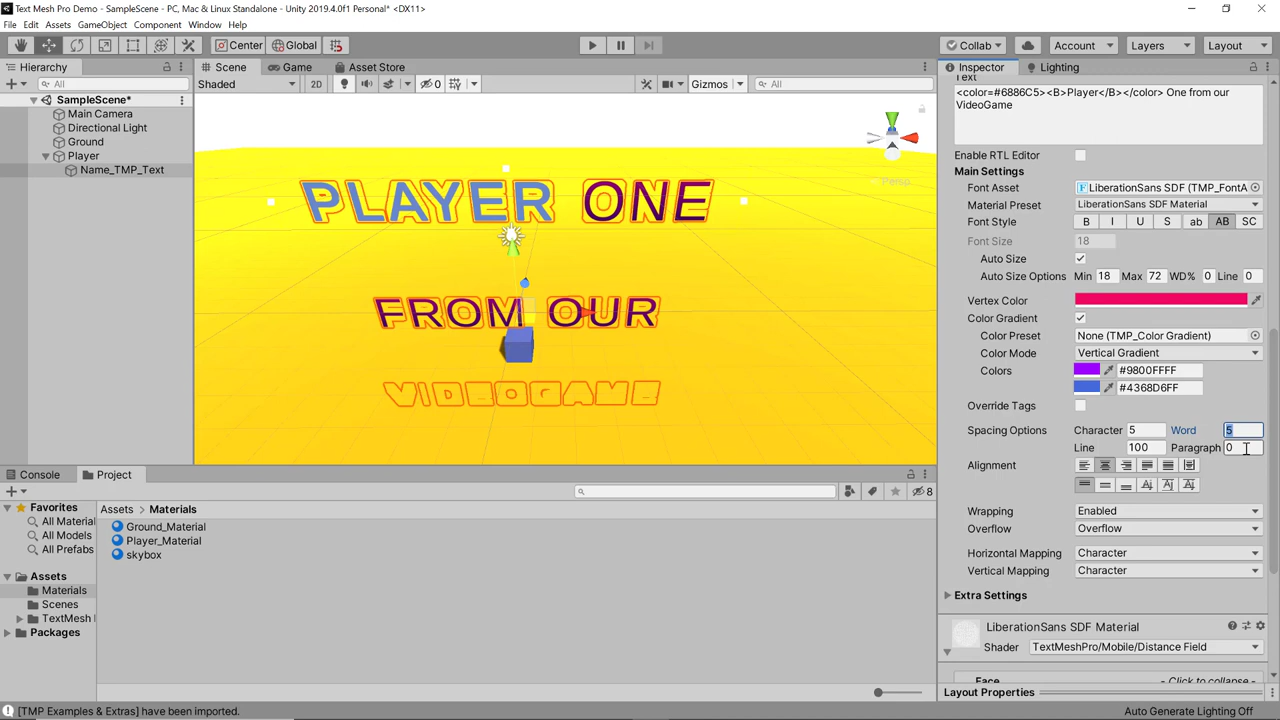 Text Mesh Pro Demo - SampleScene - PC, Mac & Linux Standalone - Unity 2019.4.0f1 Personal* <DX11>
File Edit Assets GameObject Component Window Help
Center Global Collab Account Layers Layout
Hierarchy
All
SampleScene*
Main Camera
Directional Light
Ground
Player
Name_TMP_Text
Scene Game Asset Store
Shaded 2D 0 Gizmos All
Persp
PLAYER ONE
FROM OUR
VIDEOGAME
Inspector Lighting
Text
<color=#6886C5><B>Player</B></color> One from our
VideoGame
Enable RTL Editor
Main Settings
Font Asset LiberationSans SDF (TMP_FontA
Material Preset LiberationSans SDF Material
Font Style B I U S ab AB SC
Font Size 18
Auto Size
Auto Size Options Min 18 Max 72 WD% 0 Line 0
Vertex Color
Color Gradient
Color Preset None (TMP_Color Gradient)
Color Mode Vertical Gradient
Colors #9800FFFF
#4368D6FF
Override Tags
Spacing Options Character 5 Word 5
Line 100 Paragraph 0
Alignment
Wrapping Enabled
Overflow Overflow
Horizontal Mapping Character
Vertical Mapping Character
Extra Settings
LiberationSans SDF Material
Shader TextMeshPro/Mobile/Distance Field
Face - Click to collapse -
Layout Properties
Console Project
8
Favorites
All Material
All Models
All Prefabs
Assets
Materials
Scenes
TextMesh
Packages
Assets > Materials
Ground_Material
Player_Material
skybox
[TMP Examples & Extras] have been imported.
Auto Generate Lighting Off